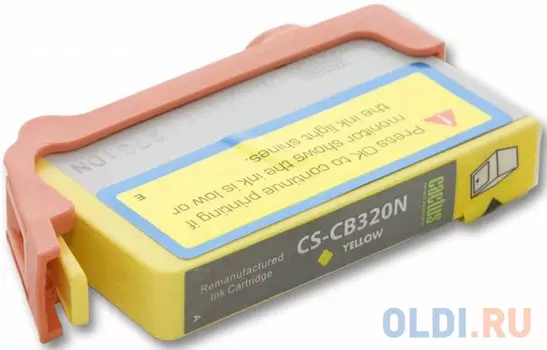 Press OK to continue printing if
monitor shows the ink is low or
the ink light shines.
E
cactus
CS-CB320N
YELLOW
Remanufactured
Ink Cartridge
A
OLDI.RU